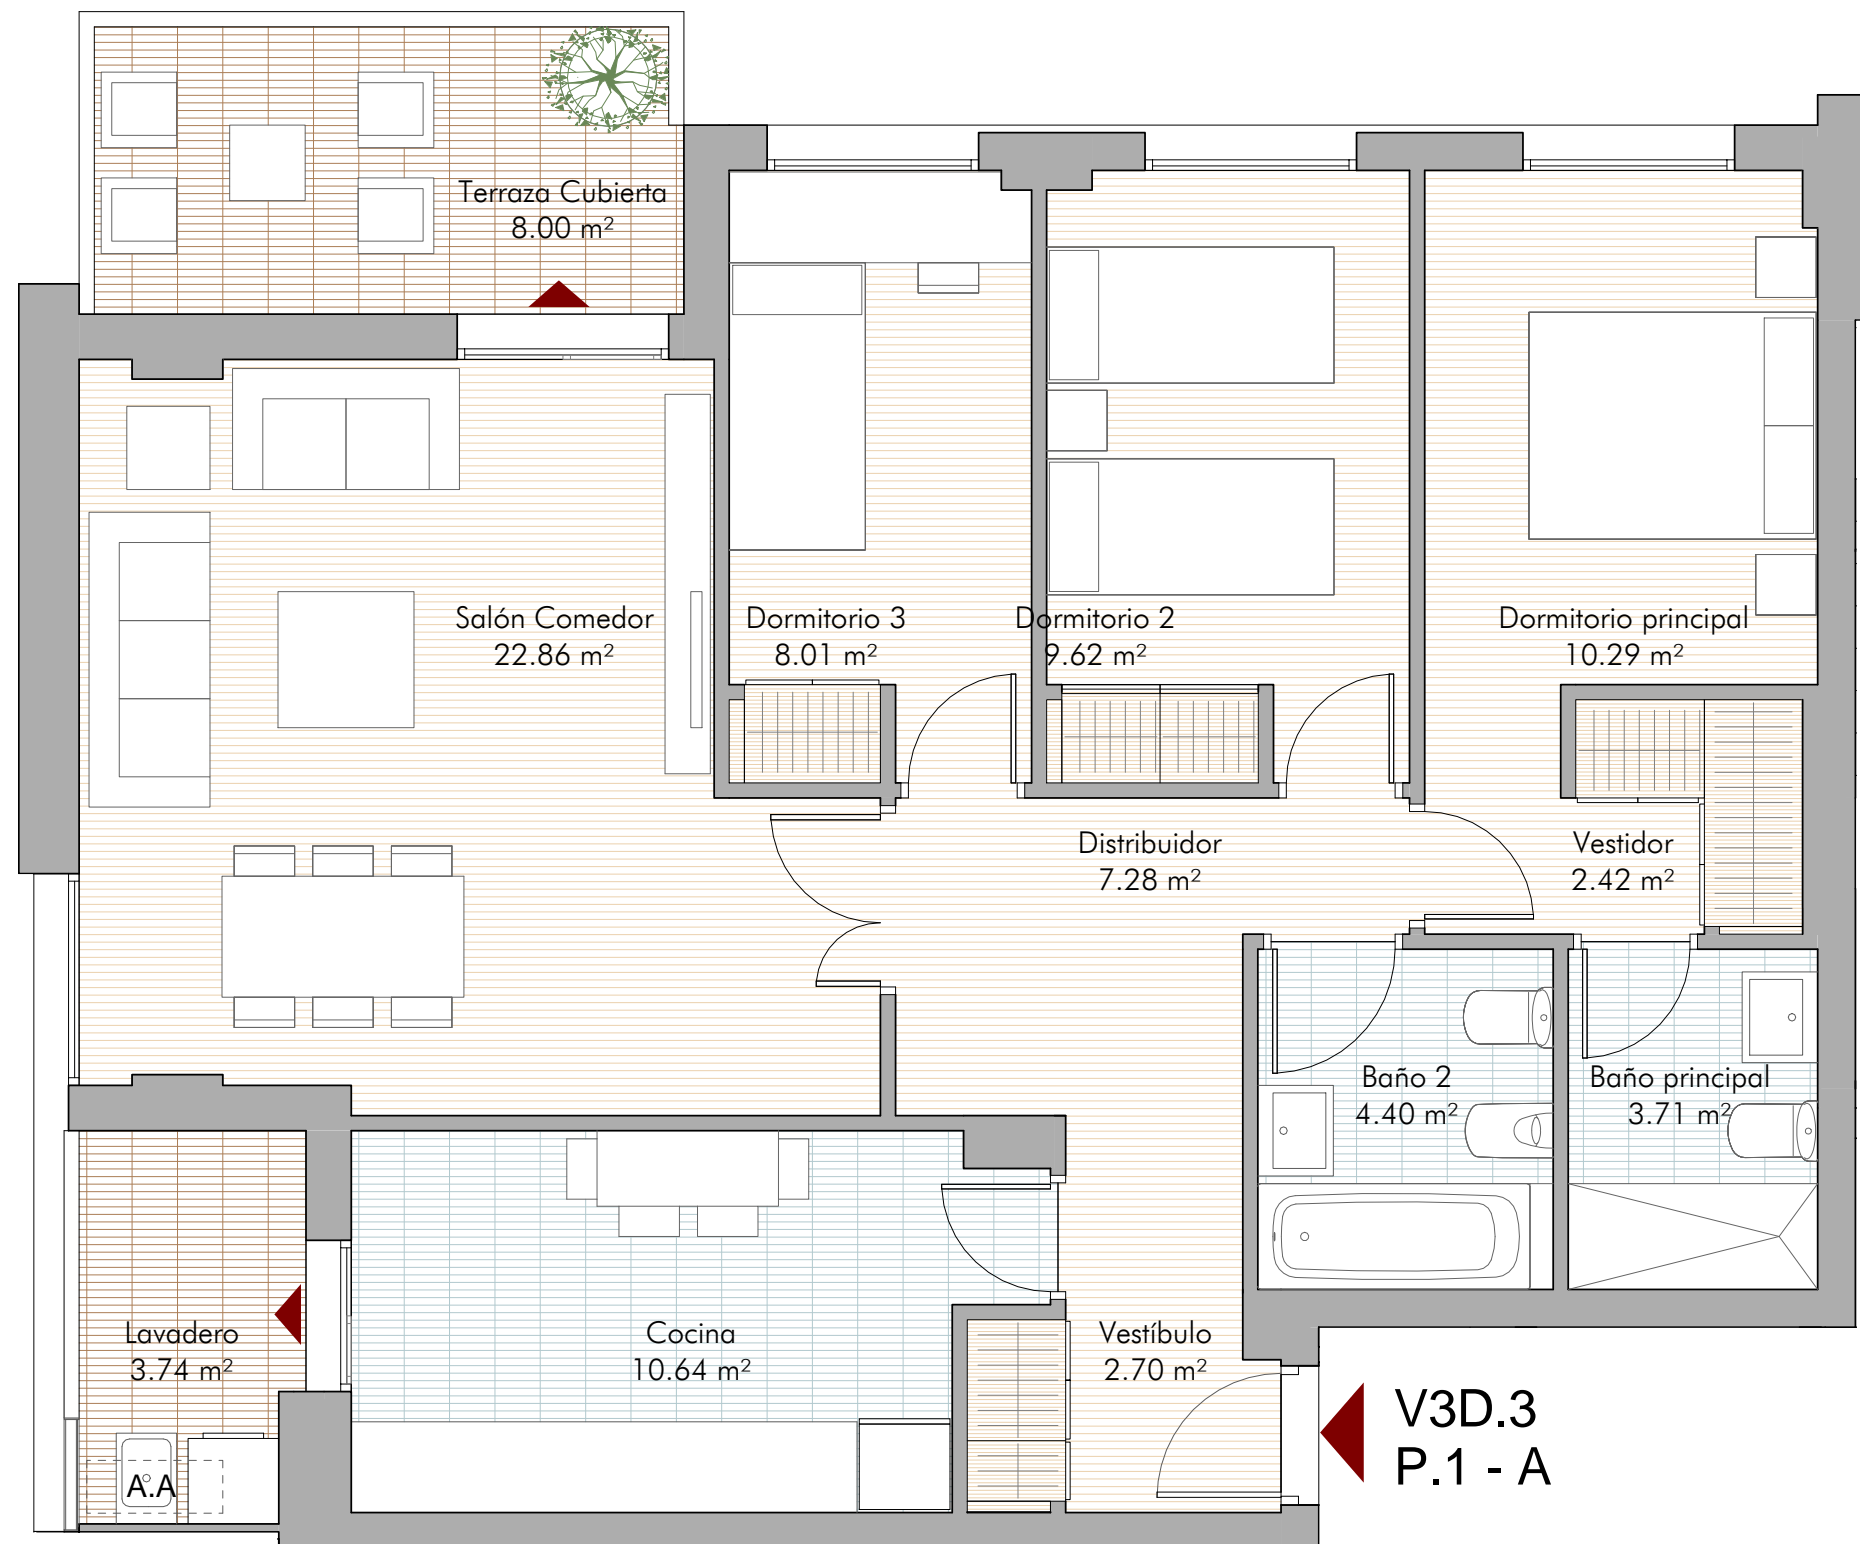 Terraza Cubierta
8.00 m²
Salón Comedor
22.86 m²
Dormitorio 3
8.01 m²
Dormitorio 2
9.62 m²
Dormitorio principal
10.29 m²
Distribuidor
7.28 m²
Vestidor
2.42 m²
Baño 2
4.40 m²
Baño principal
3.71 m²
Lavadero
3.74 m²
Cocina
10.64 m²
Vestíbulo
2.70 m²
A.A
V3D.3
P.1 - A